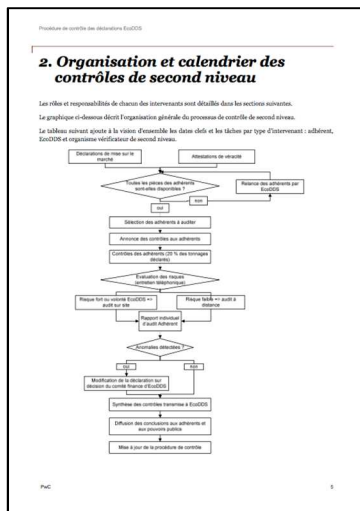 Procédure de contrôle des déclarations EcoDDS
2. Organisation et calendrier des
contrôles de second niveau
Les rôles et responsabilités de chacun des intervenants sont détaillés dans les sections suivantes.
Le graphique ci-dessous décrit l'organisation générale du processus de contrôle de second niveau.
Le tableau suivant ajoute à la vision d'ensemble les dates clefs et les tâches par type d'intervenant : adhérent,
EcoDDS et organisme vérificateur de second niveau.
Déclarations de mise sur le
marché
Attestations de véracité
Toutes les pièces des adhérents
sont-elles disponibles ?
Relance des adhérents par
EcoDDS
non
oui
Sélection des adhérents à auditer
Annonce des contrôles aux adhérents
Contrôles des adhérents (20 % des tonnages
déclarés)
Evaluation des risques
(entretien téléphonique)
Risque fort ou volonté EcoDDS =>
audit sur site
Risque faible => audit à
distance
Rapport individuel
d'audit Adhérent
Anomalies détectées ?
oui
non
Modification de la déclaration sur
décision du comité finance d'EcoDDS
Synthèse des contrôles transmise à EcoDDS
Diffusion des conclusions aux adhérents et
aux pouvoirs publics
Mise à jour de la procédure de contrôle
PwC
5